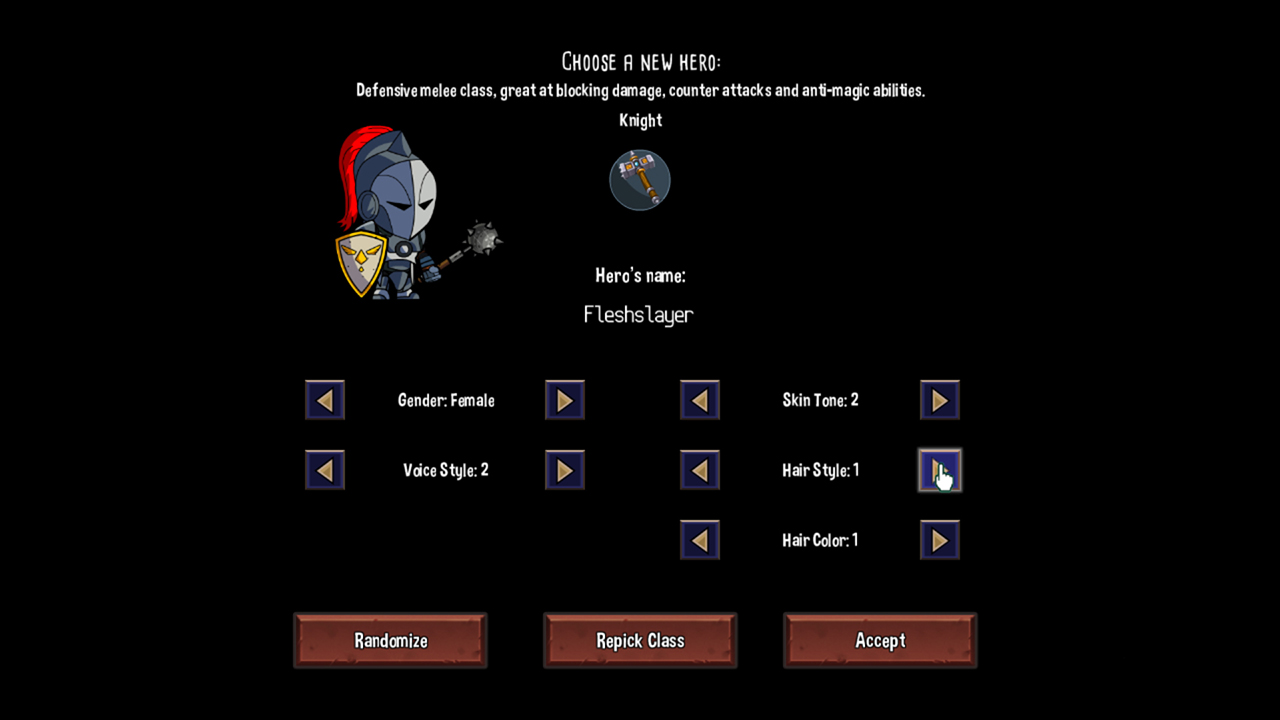 Choose a new hero:
Defensive melee class, great at blocking damage, counter attacks and anti-magic abilities.
Knight
Hero's name:
Fleshslayer
Gender: Female
Skin Tone: 2
Voice Style: 2
Hair Style: 1
Hair Color: 1
Randomize
Repick Class
Accept